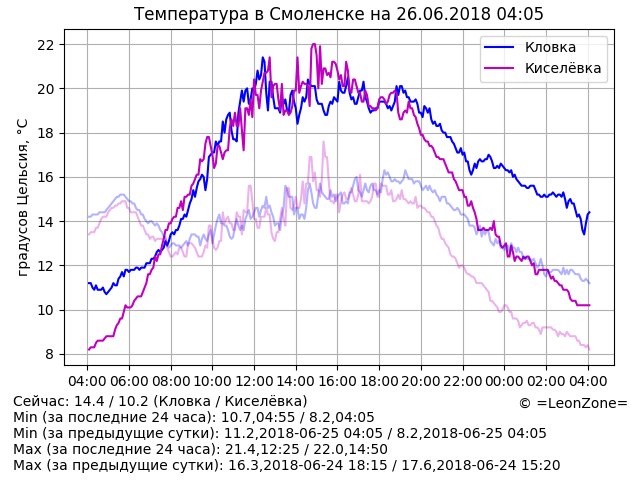 Температура в Смоленске на 26.06.2018 04:05
Кловка
Киселёвка
градусов Цельсия, °C
22
20
18
16
14
12
10
8
04:00 06:00 08:00 10:00 12:00 14:00 16:00 18:00 20:00 22:00 00:00 02:00 04:00
Сейчас: 14.4 / 10.2 (Кловка / Киселёвка)
© =LeonZone=
Min (за последние 24 часа): 10.7,04:55 / 8.2,04:05
Min (за предыдущие сутки): 11.2,2018-06-25 04:05 / 8.2,2018-06-25 04:05
Max (за последние 24 часа): 21.4,12:25 / 22.0,14:50
Max (за предыдущие сутки): 16.3,2018-06-24 18:15 / 17.6,2018-06-24 15:20